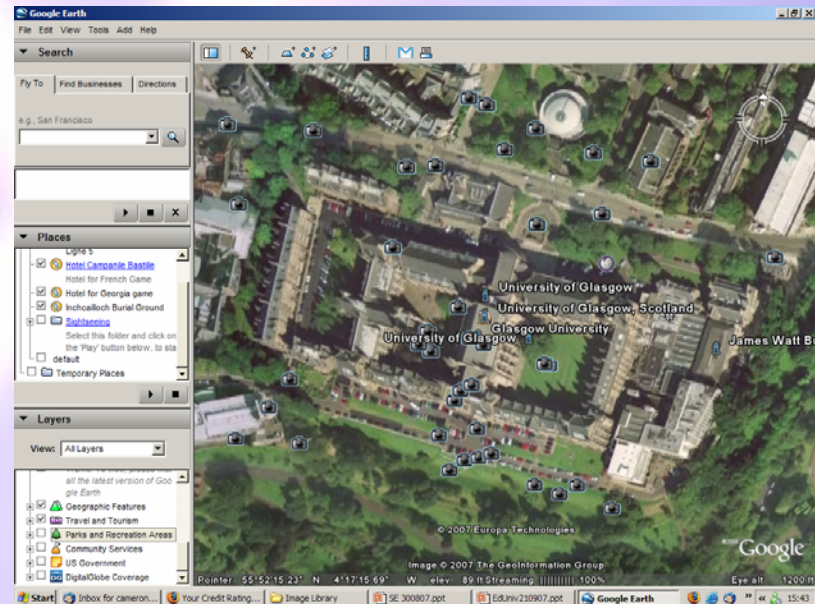 Google Earth
File Edit View Tools Add Help
Search
Fly To Find Businesses Directions
e.g., San Francisco
Places
Ligne 5
Hotel Campanile Bastille
Hotel for French Game
Hotel for Georgia game
Inchcailloch Burial Ground
Sightseeing
Select this folder and click on
the 'Play' button below, to sta
default
Temporary Places
Layers
View: All Layers
all the latest version of Goo
gle Earth
Geographic Features
Travel and Tourism
Parks and Recreation Areas
Community Services
US Government
DigitalGlobe Coverage
N
University of Glasgow
University of Glasgow, Scotland
Glasgow University
University of Glasgow
James Watt Bu
© 2007 Europa Technologies
Image © 2007 The GeoInformation Group
Google
Pointer 55°52'15.23" N 4°17'15.69" W elev 89 ft Streaming |||||||||| 100% Eye alt 1200 ft
Start Inbox for cameron... Your Credit Rating... Image Library SE 300807.ppt EdUniv210907.ppt Google Earth 15:43